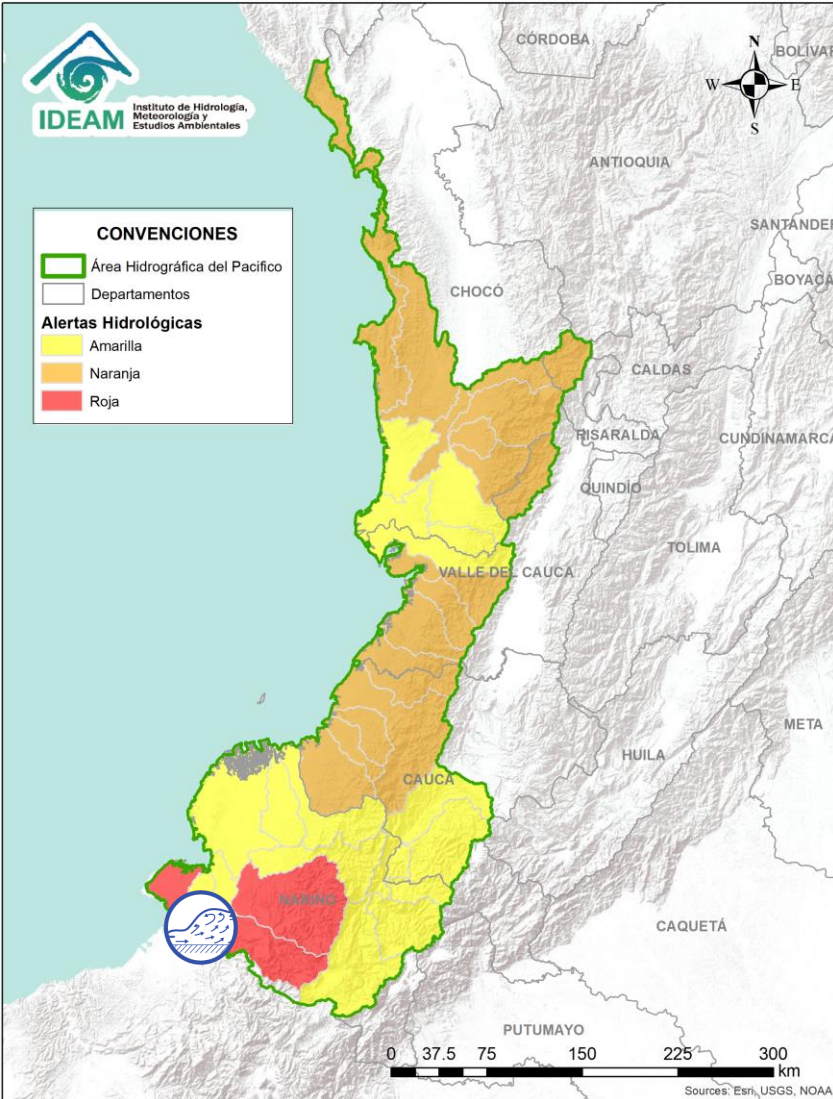 IDEAM
Instituto de Hidrología,
Meteorología y
Estudios Ambientales
N
W
E
S
CONVENCIONES
Área Hidrográfica del Pacifico
Departamentos
Alertas Hidrológicas
Amarilla
Naranja
Roja
CÓRDOBA
BOLÍVAR
ANTIOQUIA
SANTANDER
BOYACÁ
CHOCÓ
CALDAS
RISARALDA
CUNDINAMARCA
QUINDÍO
TOLIMA
VALLE DEL CAUCA
META
HUILA
CAUCA
NARIÑO
CAQUETÁ
PUTUMAYO
0 37.5 75 150 225 300
km
Sources: Esri, USGS, NOAA